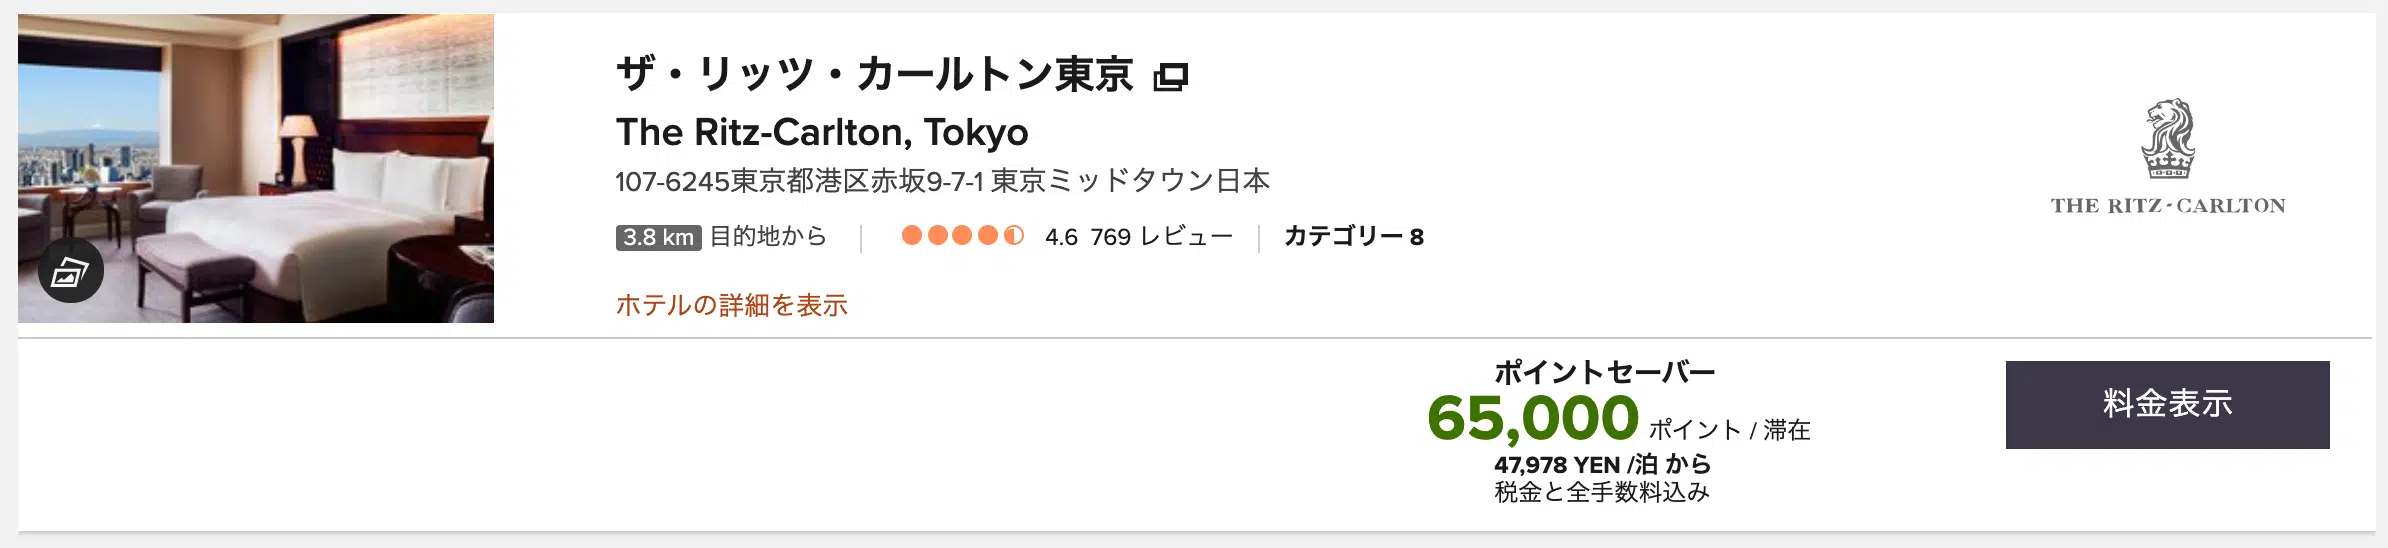 ザ・リッツ・カールトン東京
The Ritz-Carlton, Tokyo
107-6245東京都港区赤坂9-7-1 東京ミッドタウン日本
3.8 km 目的地から 4.6 769 レビュー カテゴリー 8
ホテルの詳細を表示
THE RITZ-CARLTON
ポイントセーバー
65,000 ポイント / 滞在
47,978 YEN /泊 から
税金と全手数料込み
料金表示